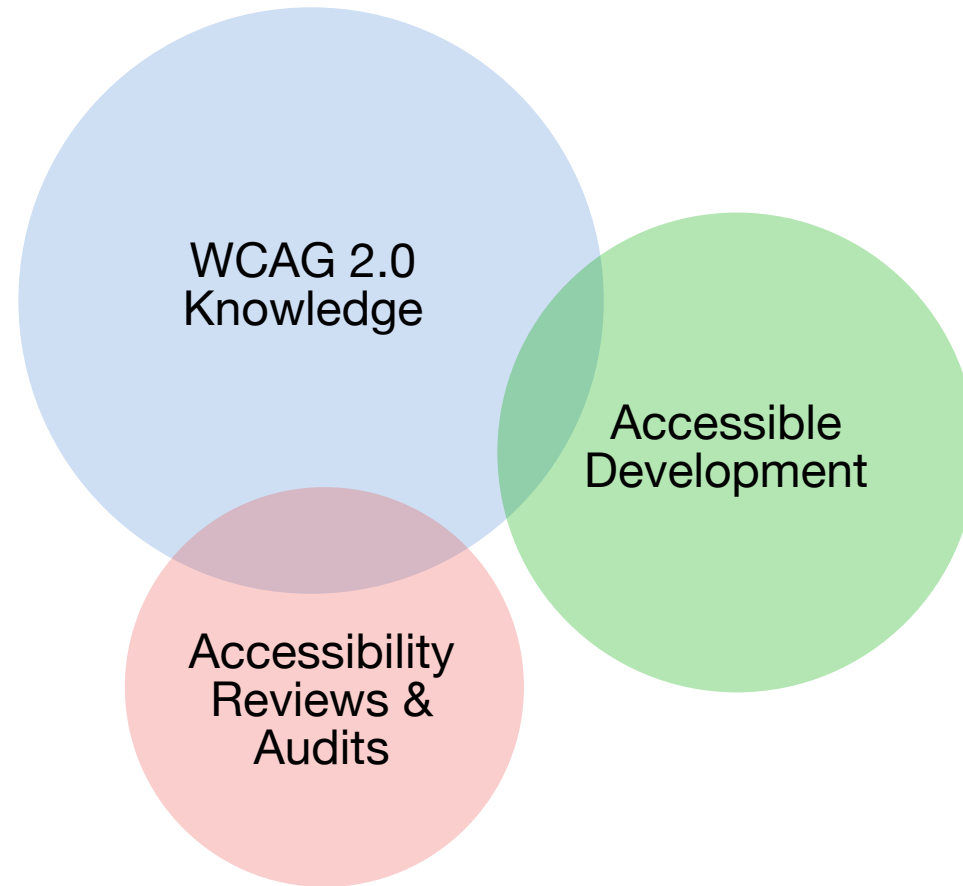 WCAG 2.0
Knowledge
Accessible
Development
Accessibility
Reviews &
Audits